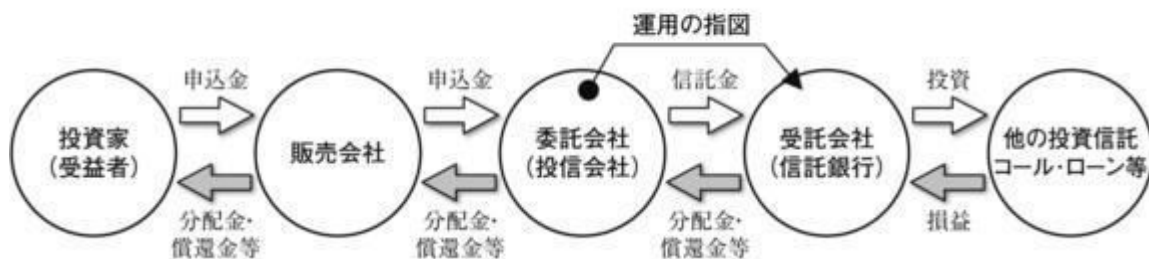 運用の指図
申込金
申込金
信託金
投資
投資家
(受益者)
販売会社
委託会社
(投信会社)
受託会社
(信託銀行)
他の投資信託
コール・ローン等
分配金・
償還金等
分配金・
償還金等
分配金・
償還金等
損益